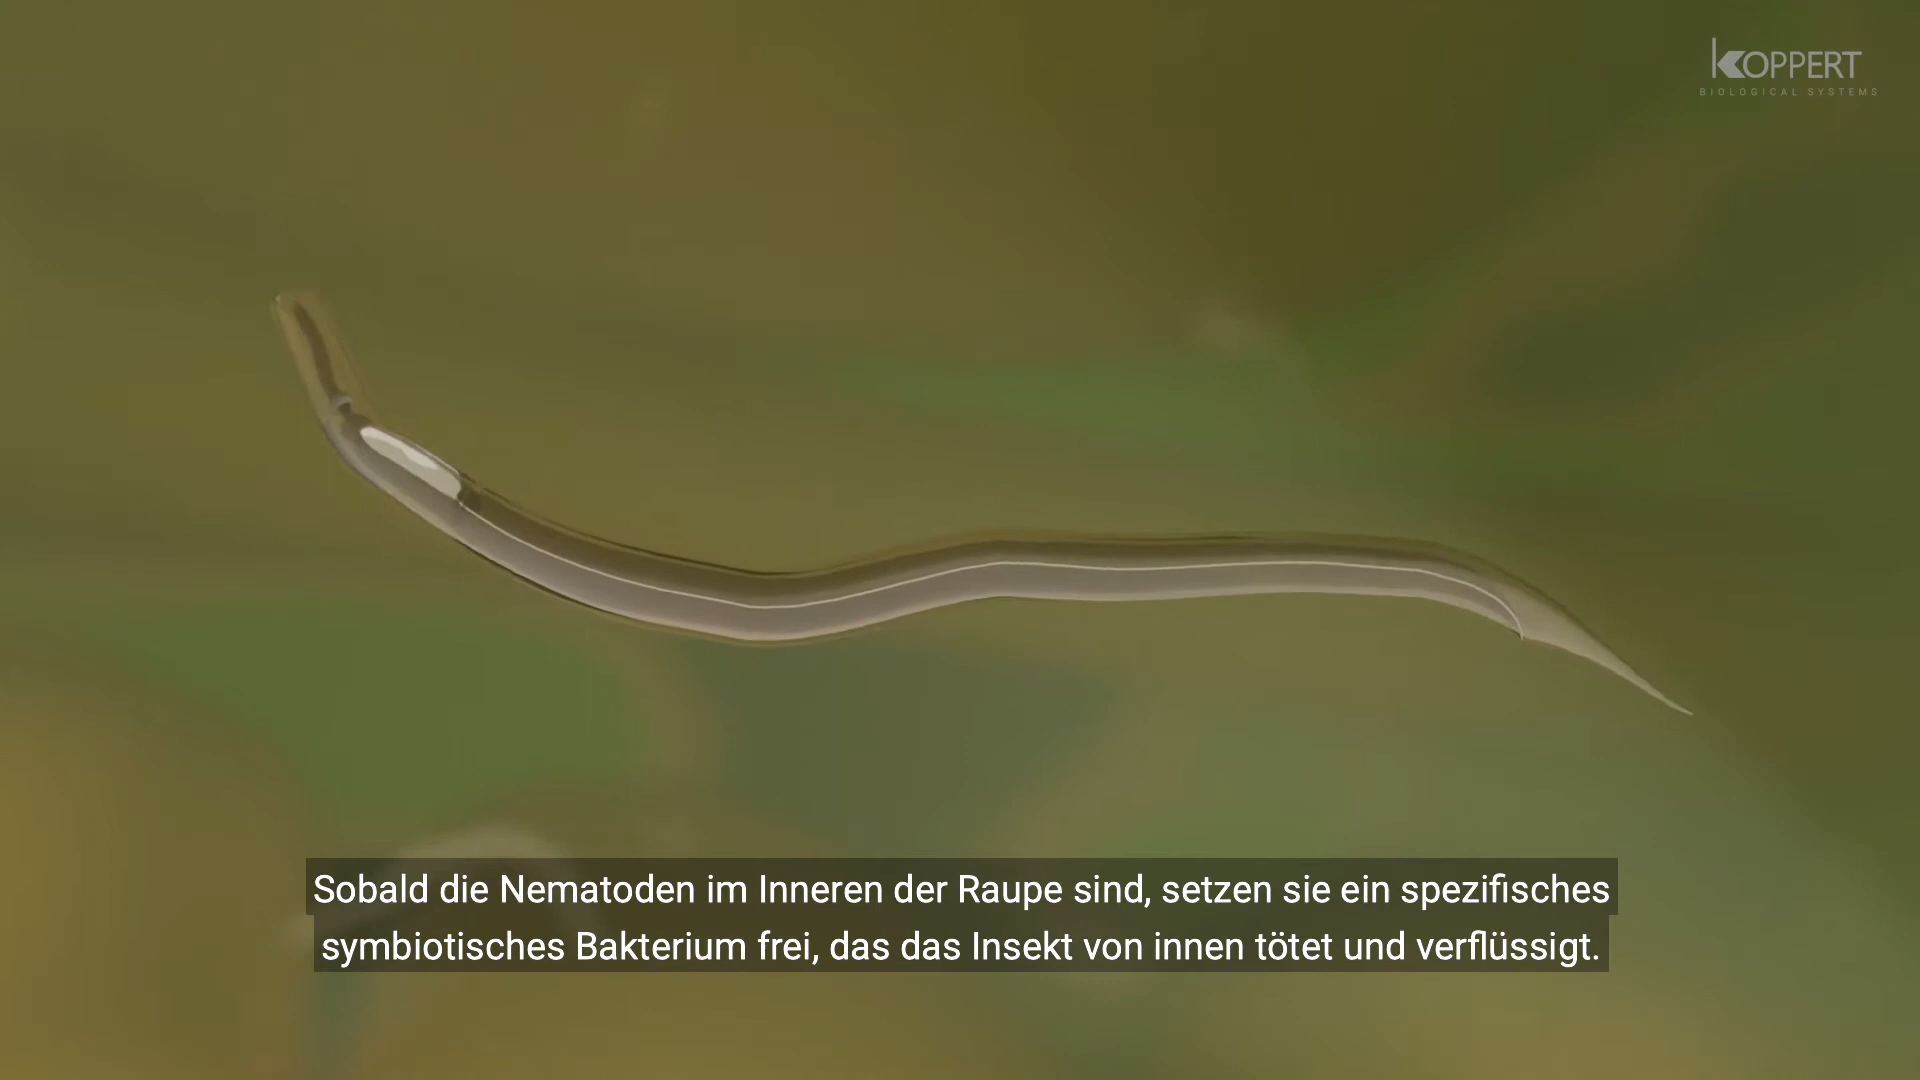 KOPPERT
BIOLOGICAL SYSTEMS
Sobald die Nematoden im Inneren der Raupe sind, setzen sie ein spezifisches
symbiotisches Bakterium frei, das das Insekt von innen tötet und verflüssigt.